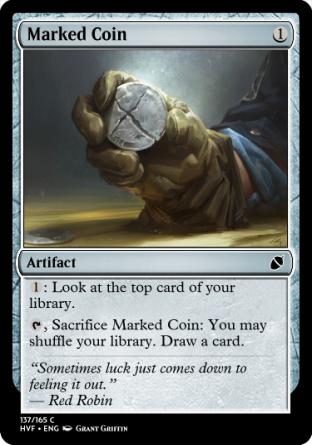 Marked Coin 1
Artifact
1: Look at the top card of your
library.
, Sacrifice Marked Coin: You may
shuffle your library. Draw a card.
“Sometimes luck just comes down to
feeling it out.”
— Red Robin
137/165 C
HVF • ENG Grant Griffin